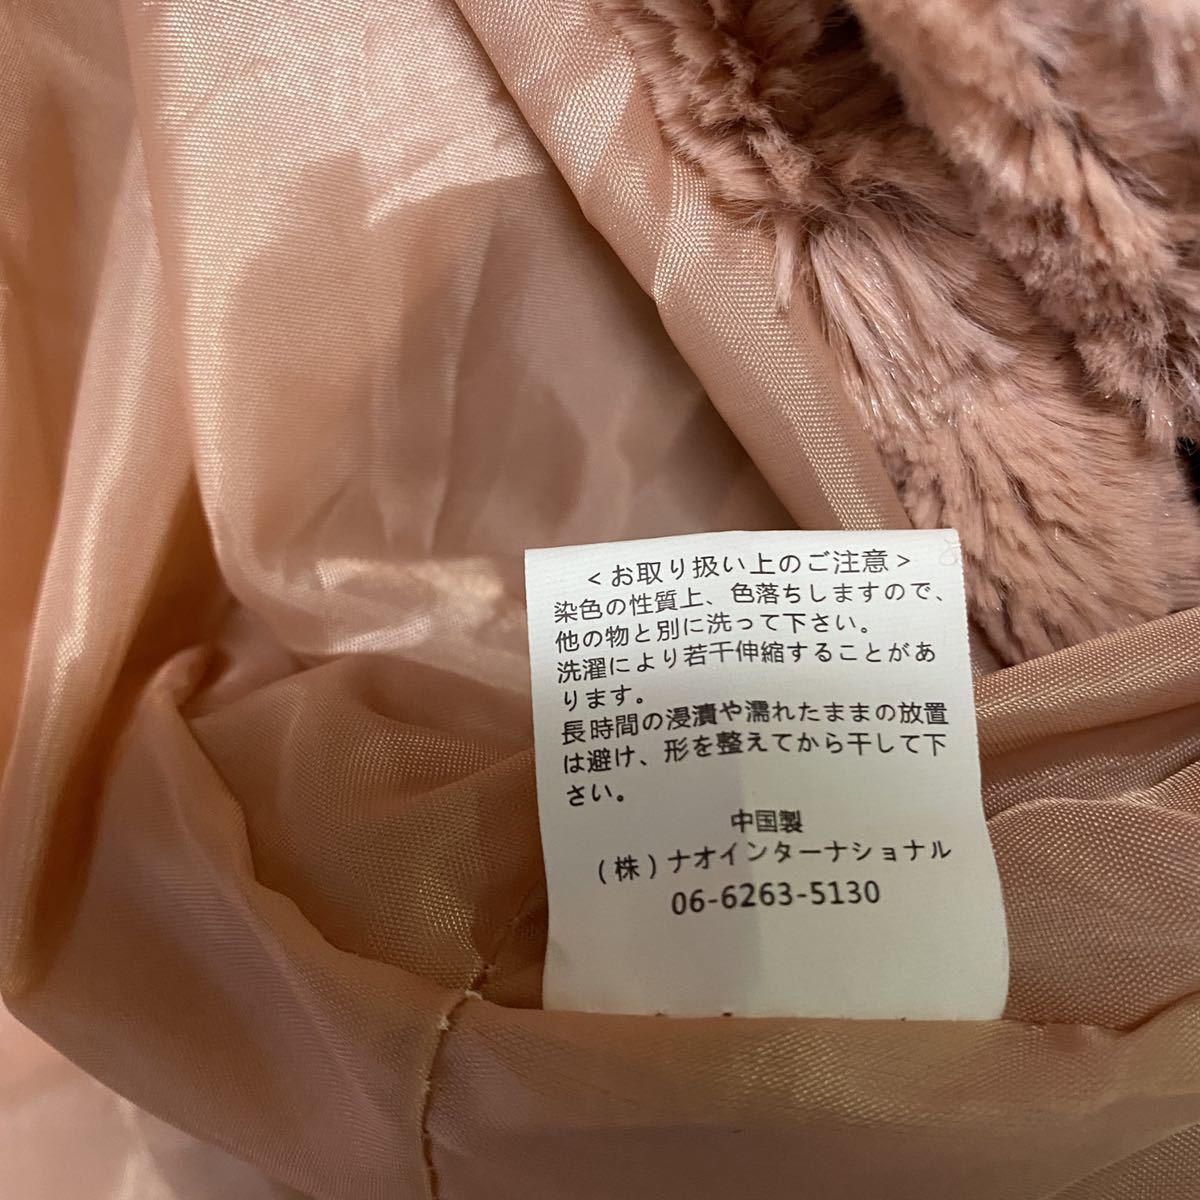 ＜お取り扱い上のご注意＞
染色の性質上、色落ちしますので、
他の物と別に洗って下さい。
洗濯により若干伸縮することがあ
ります。
長時間の浸漬や濡れたままの放置
は避け、形を整えてから干して下
さい。
中国製
(株)ナオインターナショナル
06-6263-5130